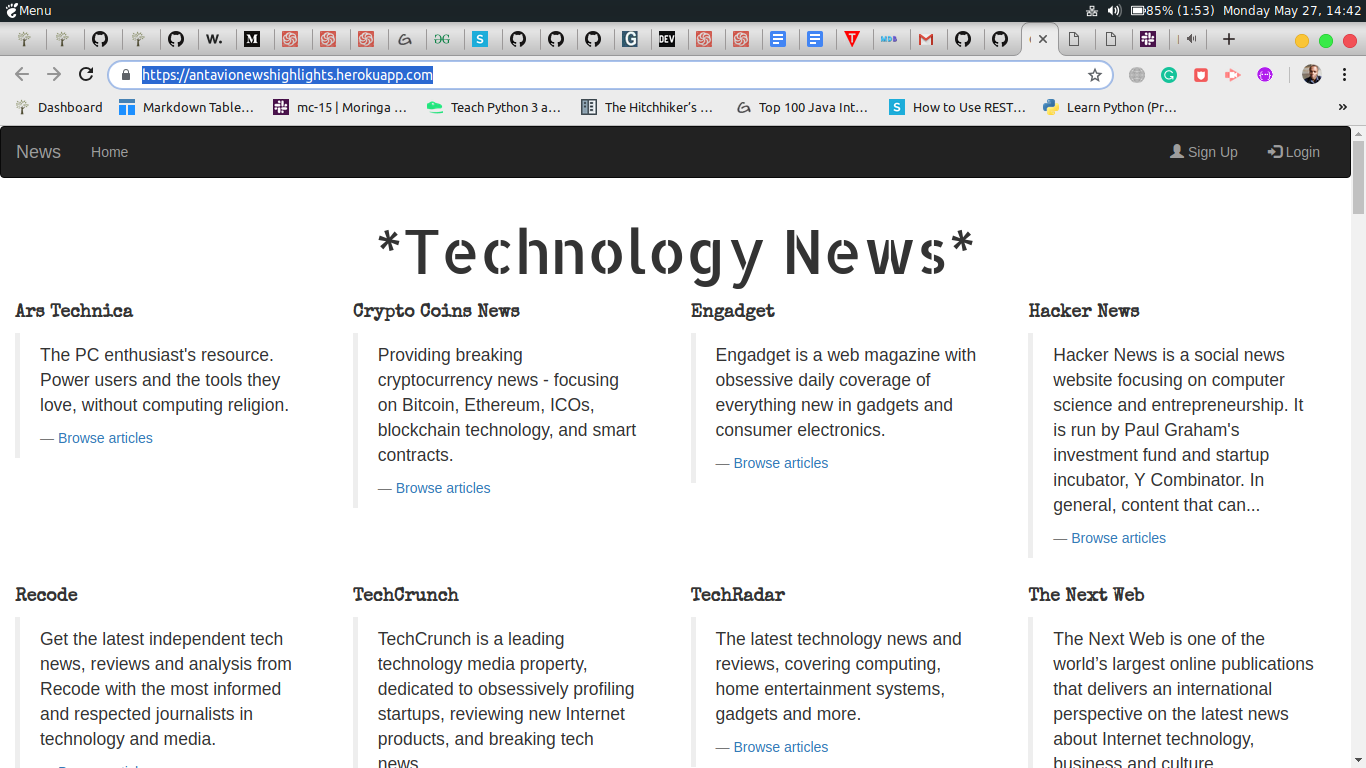 Menu
85% (1:53) Monday May 27, 14:42
W. M S G DEV MDB
https://antavionewshighlights.herokuapp.com
Dashboard Markdown Table... mc-15 | Moringa ... Teach Python 3 a... The Hitchhiker's ... Top 100 Java Int... How to Use REST... Learn Python (Pr... »
News Home Sign Up Login
*Technology News*
Ars Technica Crypto Coins News Engadget Hacker News
The PC enthusiast's resource.
Power users and the tools they
love, without computing religion.
— Browse articles
Providing breaking
cryptocurrency news - focusing
on Bitcoin, Ethereum, ICOs,
blockchain technology, and smart
contracts.
— Browse articles
Engadget is a web magazine with
obsessive daily coverage of
everything new in gadgets and
consumer electronics.
— Browse articles
Hacker News is a social news
website focusing on computer
science and entrepreneurship. It
is run by Paul Graham's
investment fund and startup
incubator, Y Combinator. In
general, content that can...
— Browse articles
Recode TechCrunch TechRadar The Next Web
Get the latest independent tech
news, reviews and analysis from
Recode with the most informed
and respected journalists in
technology and media.
TechCrunch is a leading
technology media property,
dedicated to obsessively profiling
startups, reviewing new Internet
products, and breaking tech
news.
The latest technology news and
reviews, covering computing,
home entertainment systems,
gadgets and more.
— Browse articles
The Next Web is one of the
world’s largest online publications
that delivers an international
perspective on the latest news
about Internet technology,
business and culture.